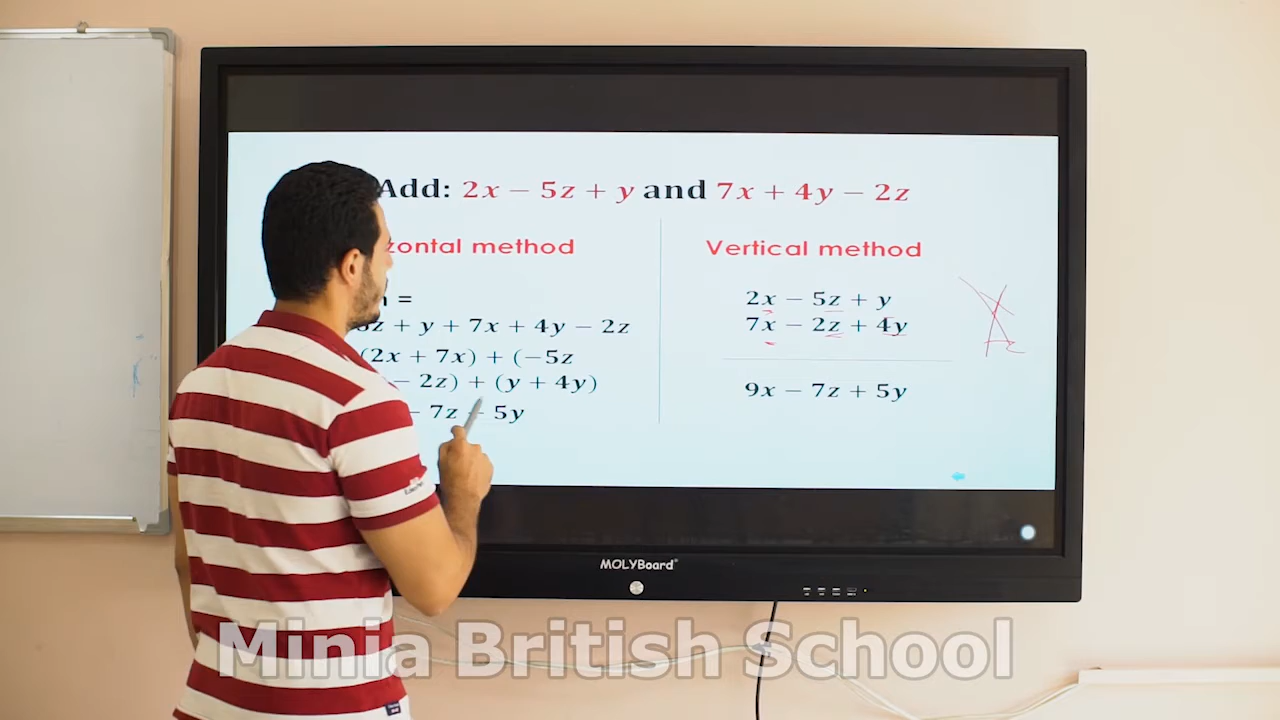 Add: 2x − 5z + y and 7x + 4y − 2z
zontal method
=
5z + y + 7x + 4y − 2z
(2x + 7x) + (−5z
− 2z) + (y + 4y)
− 7z 5y
Vertical method
2x − 5z + y
7x − 2z + 4y
9x − 7z + 5y
MOLYBoard
Minia British School